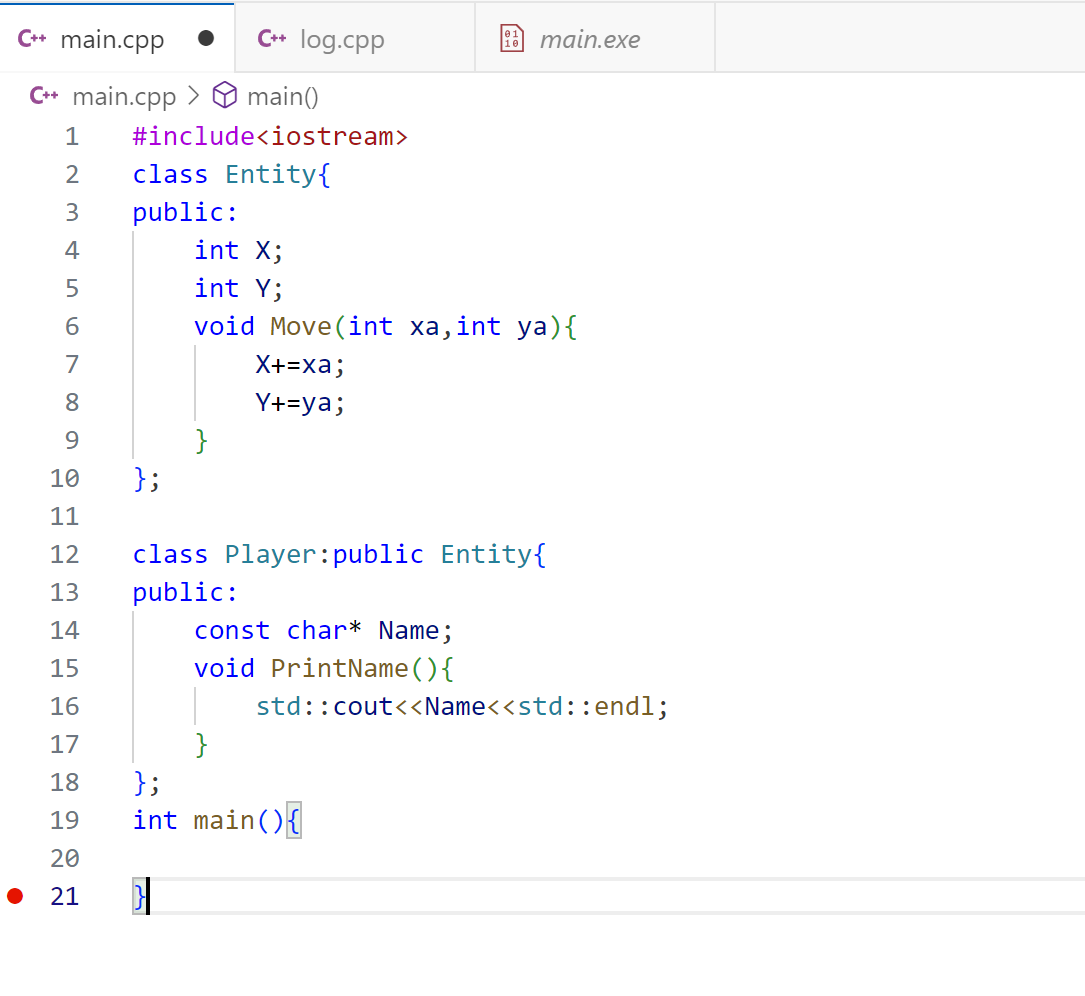 C++ main.cpp ● C++ log.cpp 01 10 main.exe
C++ main.cpp > main()
1 #include<iostream>
2 class Entity{
3 public:
4     int X;
5     int Y;
6     void Move(int xa,int ya){
7         X+=xa;
8         Y+=ya;
9     }
10 };
11
12 class Player:public Entity{
13 public:
14     const char* Name;
15     void PrintName(){
16         std::cout<<Name<<std::endl;
17     }
18 };
19 int main(){
20
21 }